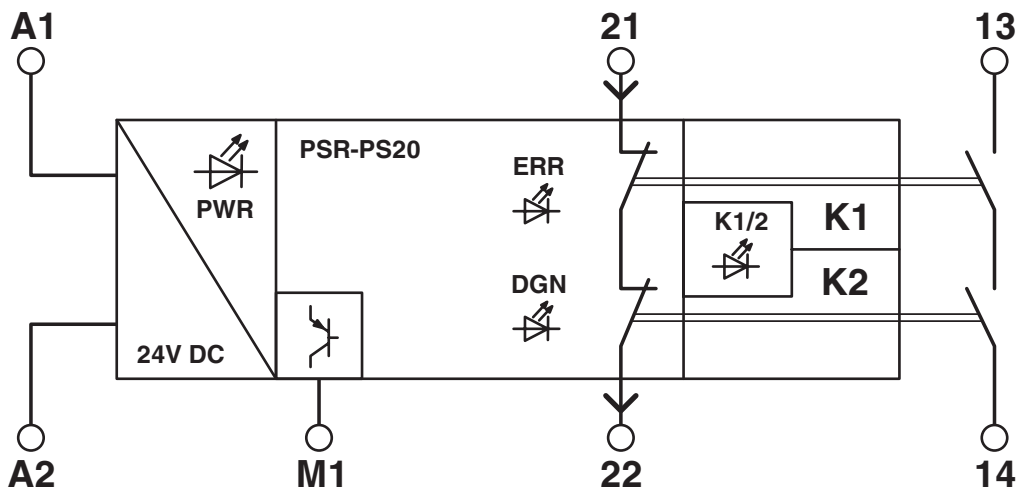 A1
21
13
PSR-PS20
ERR
PWR
K1/2
K1
DGN
K2
24V DC
A2
M1
22
14